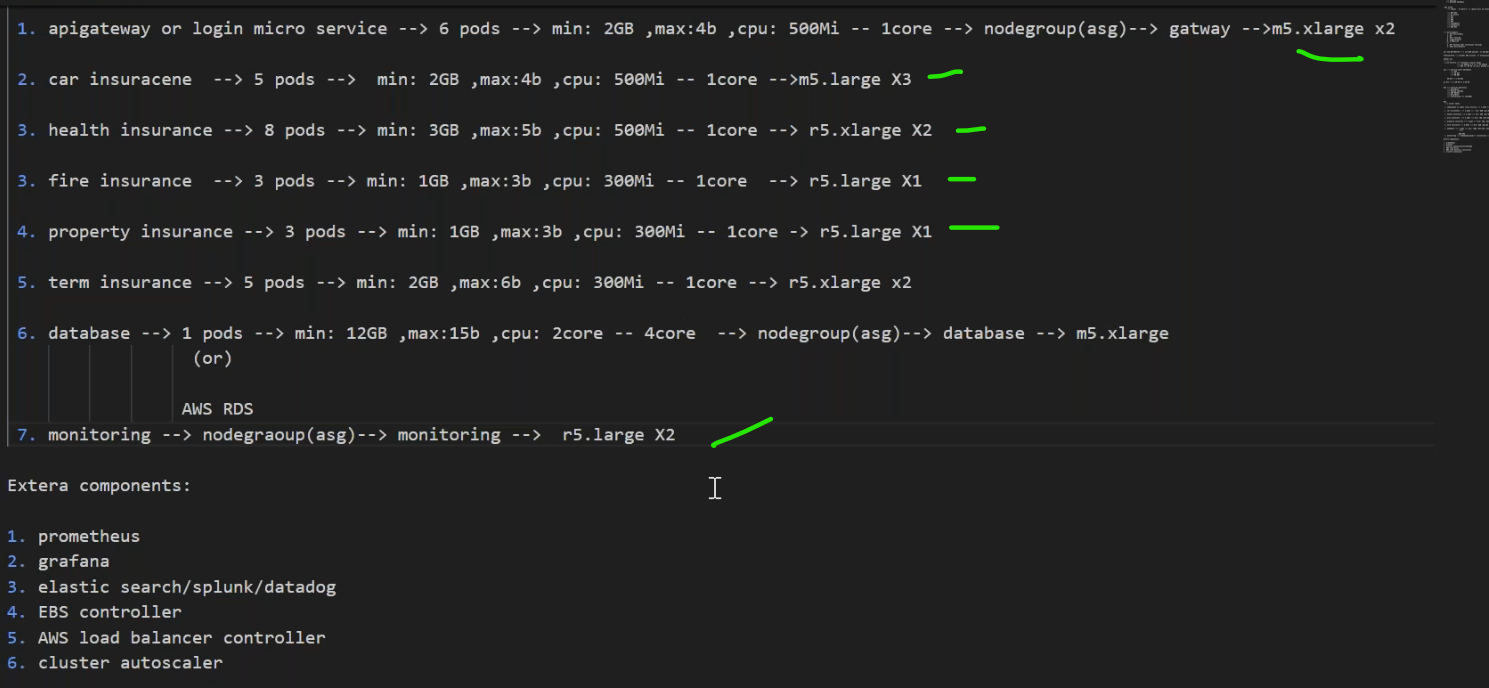 1. apigateway or login micro service --> 6 pods --> min: 2GB ,max:4b ,cpu: 500Mi -- 1core --> nodegroup(asg)--> gatway -->m5.xlarge x2
2. car insuracene  --> 5 pods -->  min: 2GB ,max:4b ,cpu: 500Mi -- 1core -->m5.large X3
3. health insurance --> 8 pods --> min: 3GB ,max:5b ,cpu: 500Mi -- 1core --> r5.xlarge X2
3. fire insurance  --> 3 pods --> min: 1GB ,max:3b ,cpu: 300Mi -- 1core  --> r5.large X1
4. property insurance --> 3 pods --> min: 1GB ,max:3b ,cpu: 300Mi -- 1core -> r5.large X1
5. term insurance --> 5 pods --> min: 2GB ,max:6b ,cpu: 300Mi -- 1core --> r5.xlarge x2
6. database --> 1 pods --> min: 12GB ,max:15b ,cpu: 2core -- 4core  --> nodegroup(asg)--> database --> m5.xlarge
(or)
AWS RDS
7. monitoring --> nodegraoup(asg)--> monitoring -->  r5.large X2
Extera components:
1. prometheus
2. grafana
3. elastic search/splunk/datadog
4. EBS controller
5. AWS load balancer controller
6. cluster autoscaler